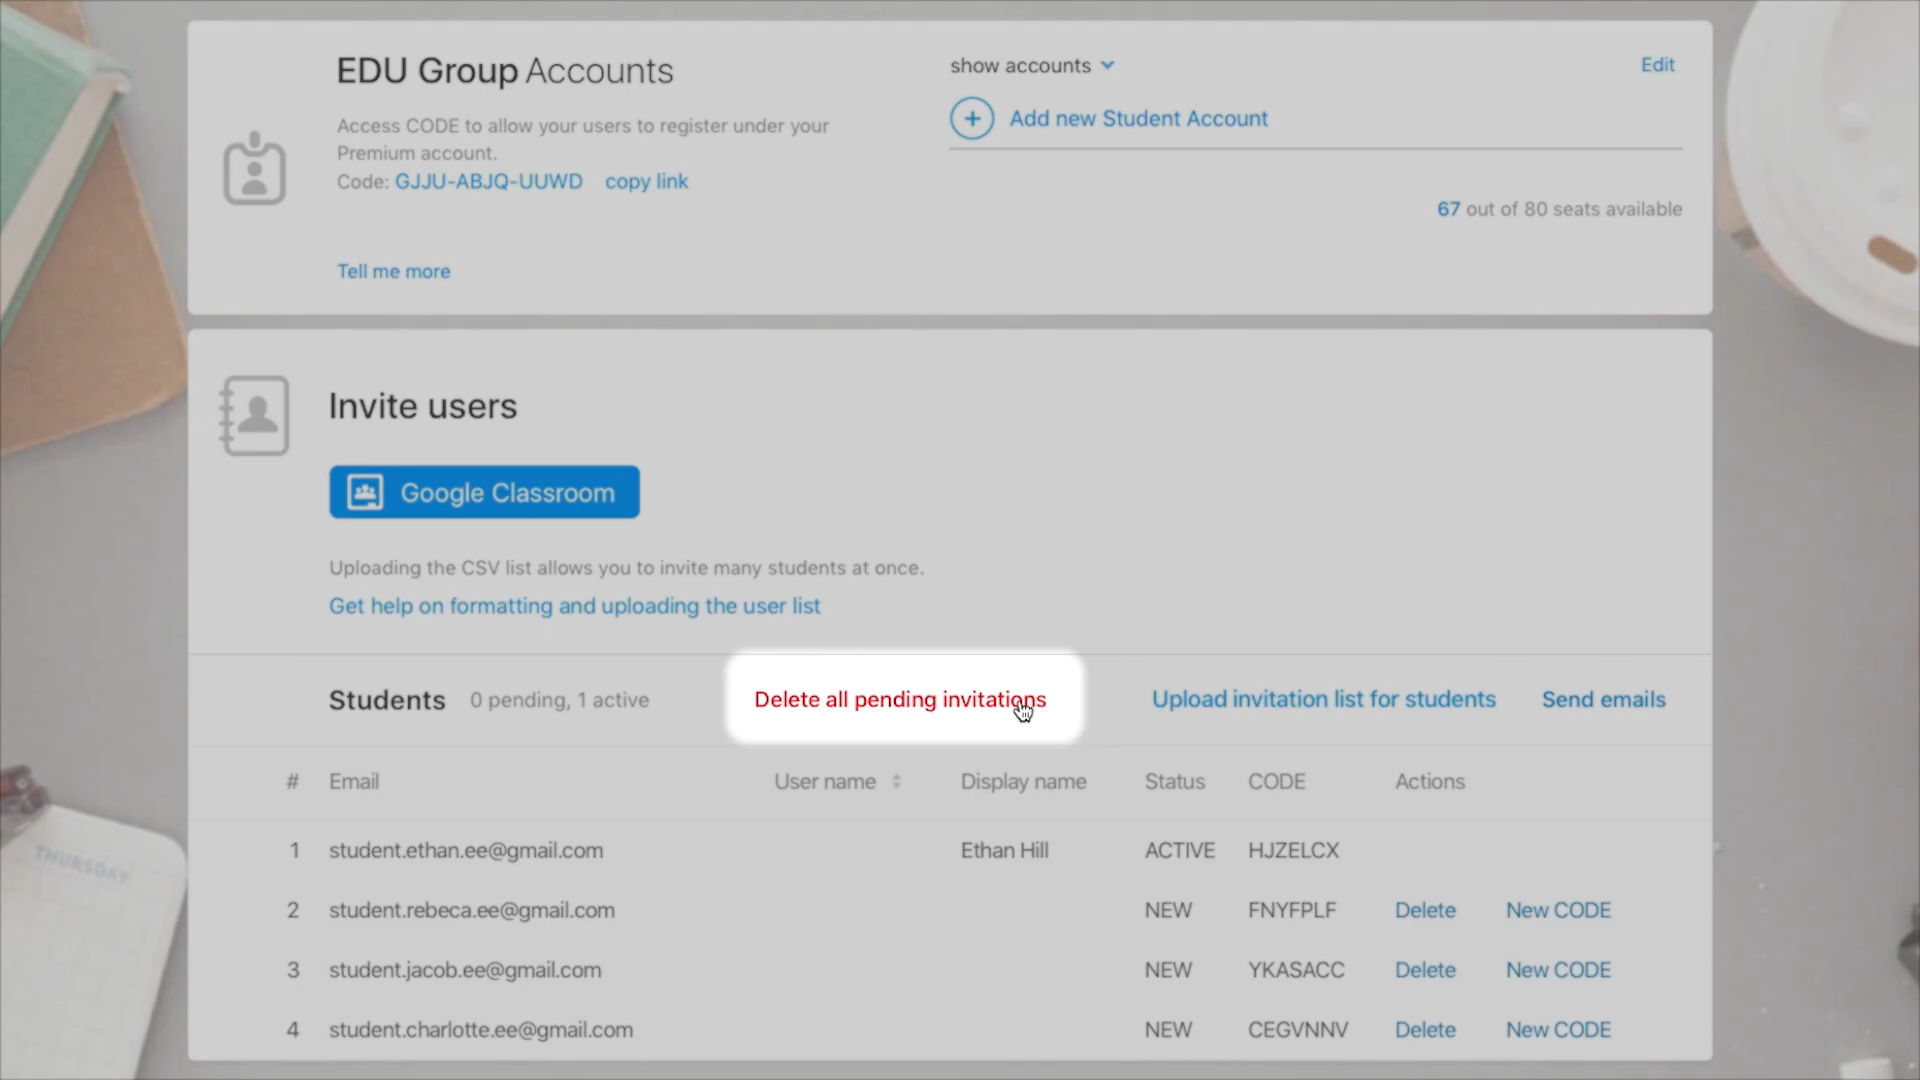 EDU Group Accounts
show accounts
Edit
Add new Student Account
Access CODE to allow your users to register under your
Premium account.
Code: GJJU-ABJQ-UUWD copy link
67 out of 80 seats available
Tell me more
Invite users
Google Classroom
Uploading the CSV list allows you to invite many students at once.
Get help on formatting and uploading the user list
Students 0 pending, 1 active Delete all pending invitations Upload invitation list for students Send emails
# Email User name Display name Status CODE Actions
1 student.ethan.ee@gmail.com Ethan Hill ACTIVE HJZELCX
2 student.rebeca.ee@gmail.com NEW FNYFPLF Delete New CODE
3 student.jacob.ee@gmail.com NEW YKASACC Delete New CODE
4 student.charlotte.ee@gmail.com NEW CEGVNNV Delete New CODE
THURSDAY